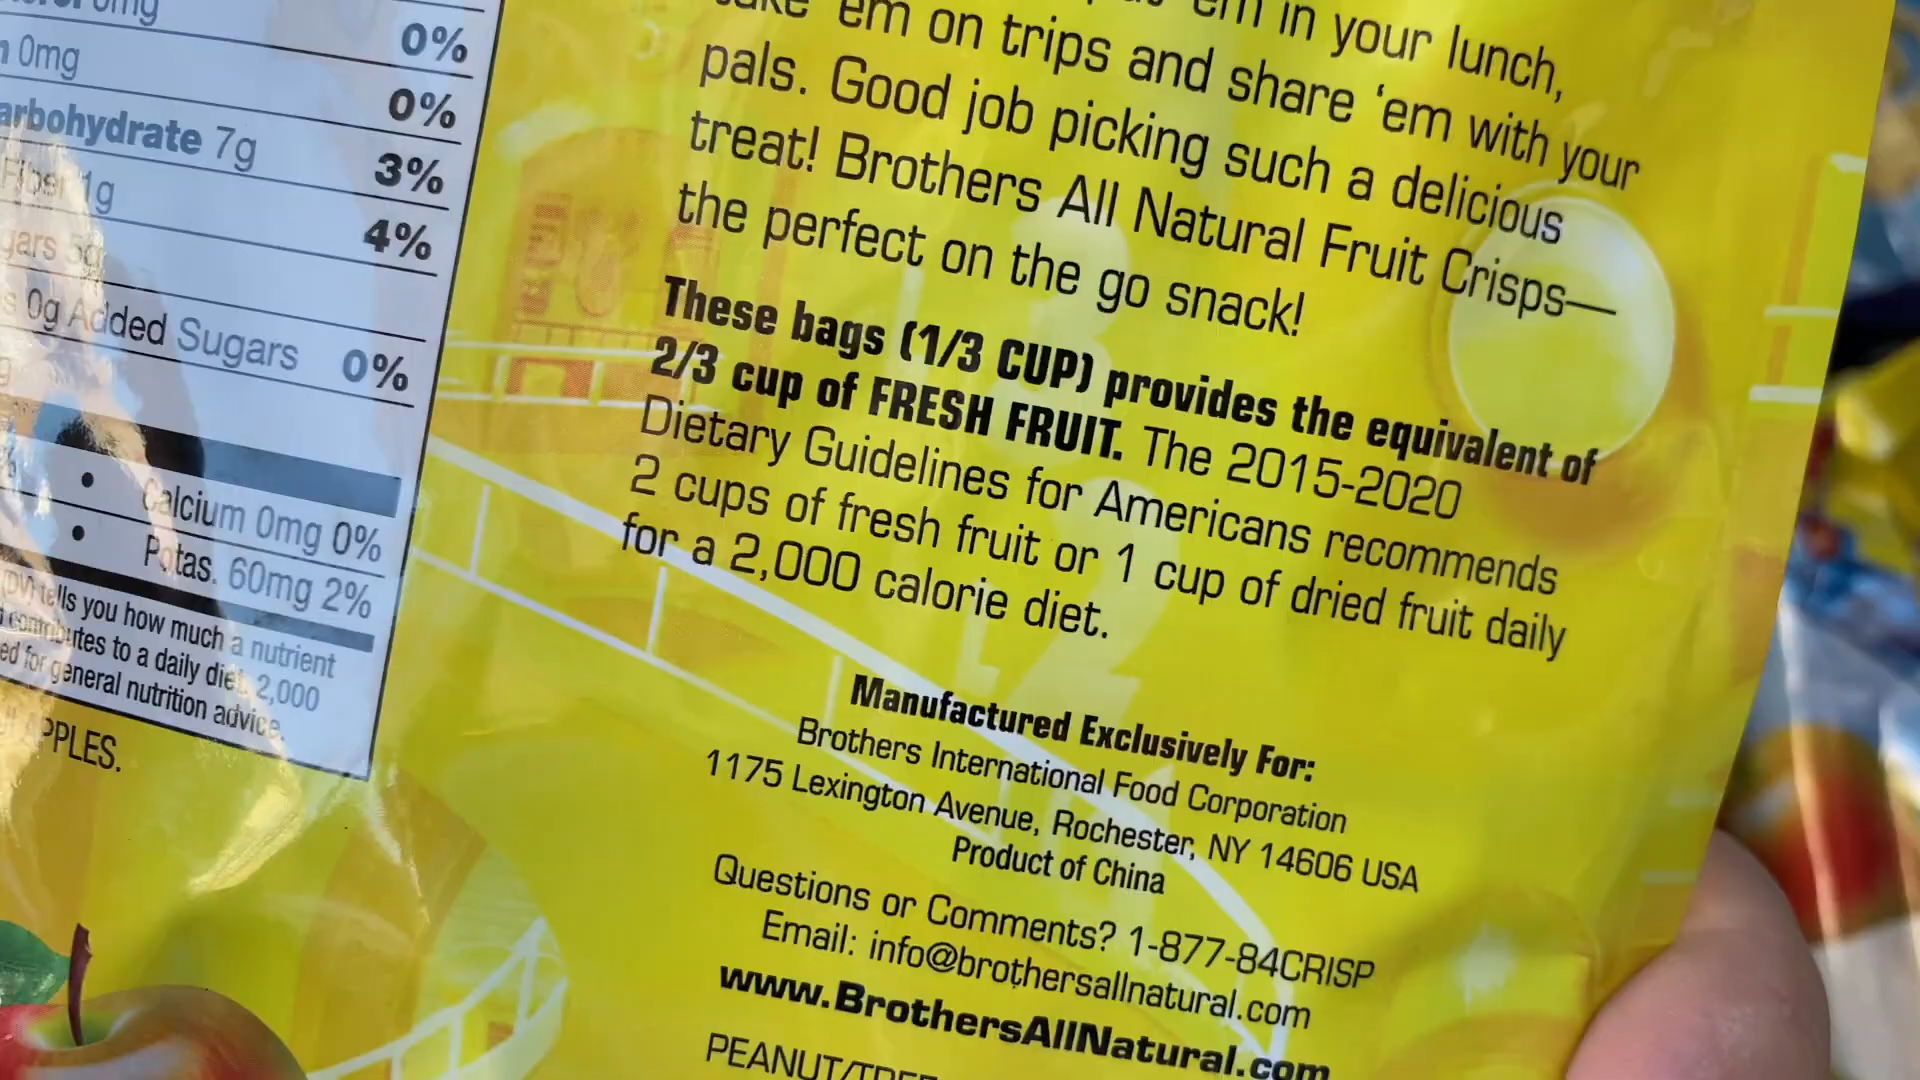 0mg
0%
0mg
0%
arbohydrate 7g
3%
Fiber 1g
4%
gars 5g
0g Added Sugars 0%
• Calcium 0mg 0%
• Potas. 60mg 2%
(DV) tells you how much a nutrient
contributes to a daily diet. 2,000
ed for general nutrition advice.
PPLES.
'em in your lunch,
take 'em on trips and share 'em with your
pals. Good job picking such a delicious
treat! Brothers All Natural Fruit Crisps—
the perfect on the go snack!
These bags (1/3 CUP) provides the equivalent of
2/3 cup of FRESH FRUIT. The 2015-2020
Dietary Guidelines for Americans recommends
2 cups of fresh fruit or 1 cup of dried fruit daily
for a 2,000 calorie diet.
Manufactured Exclusively For:
Brothers International Food Corporation
1175 Lexington Avenue, Rochester, NY 14606 USA
Product of China
Questions or Comments? 1-877-84CRISP
Email: info@brothersallnatural.com
www.BrothersAllNatural.com
PEANUT/TREE